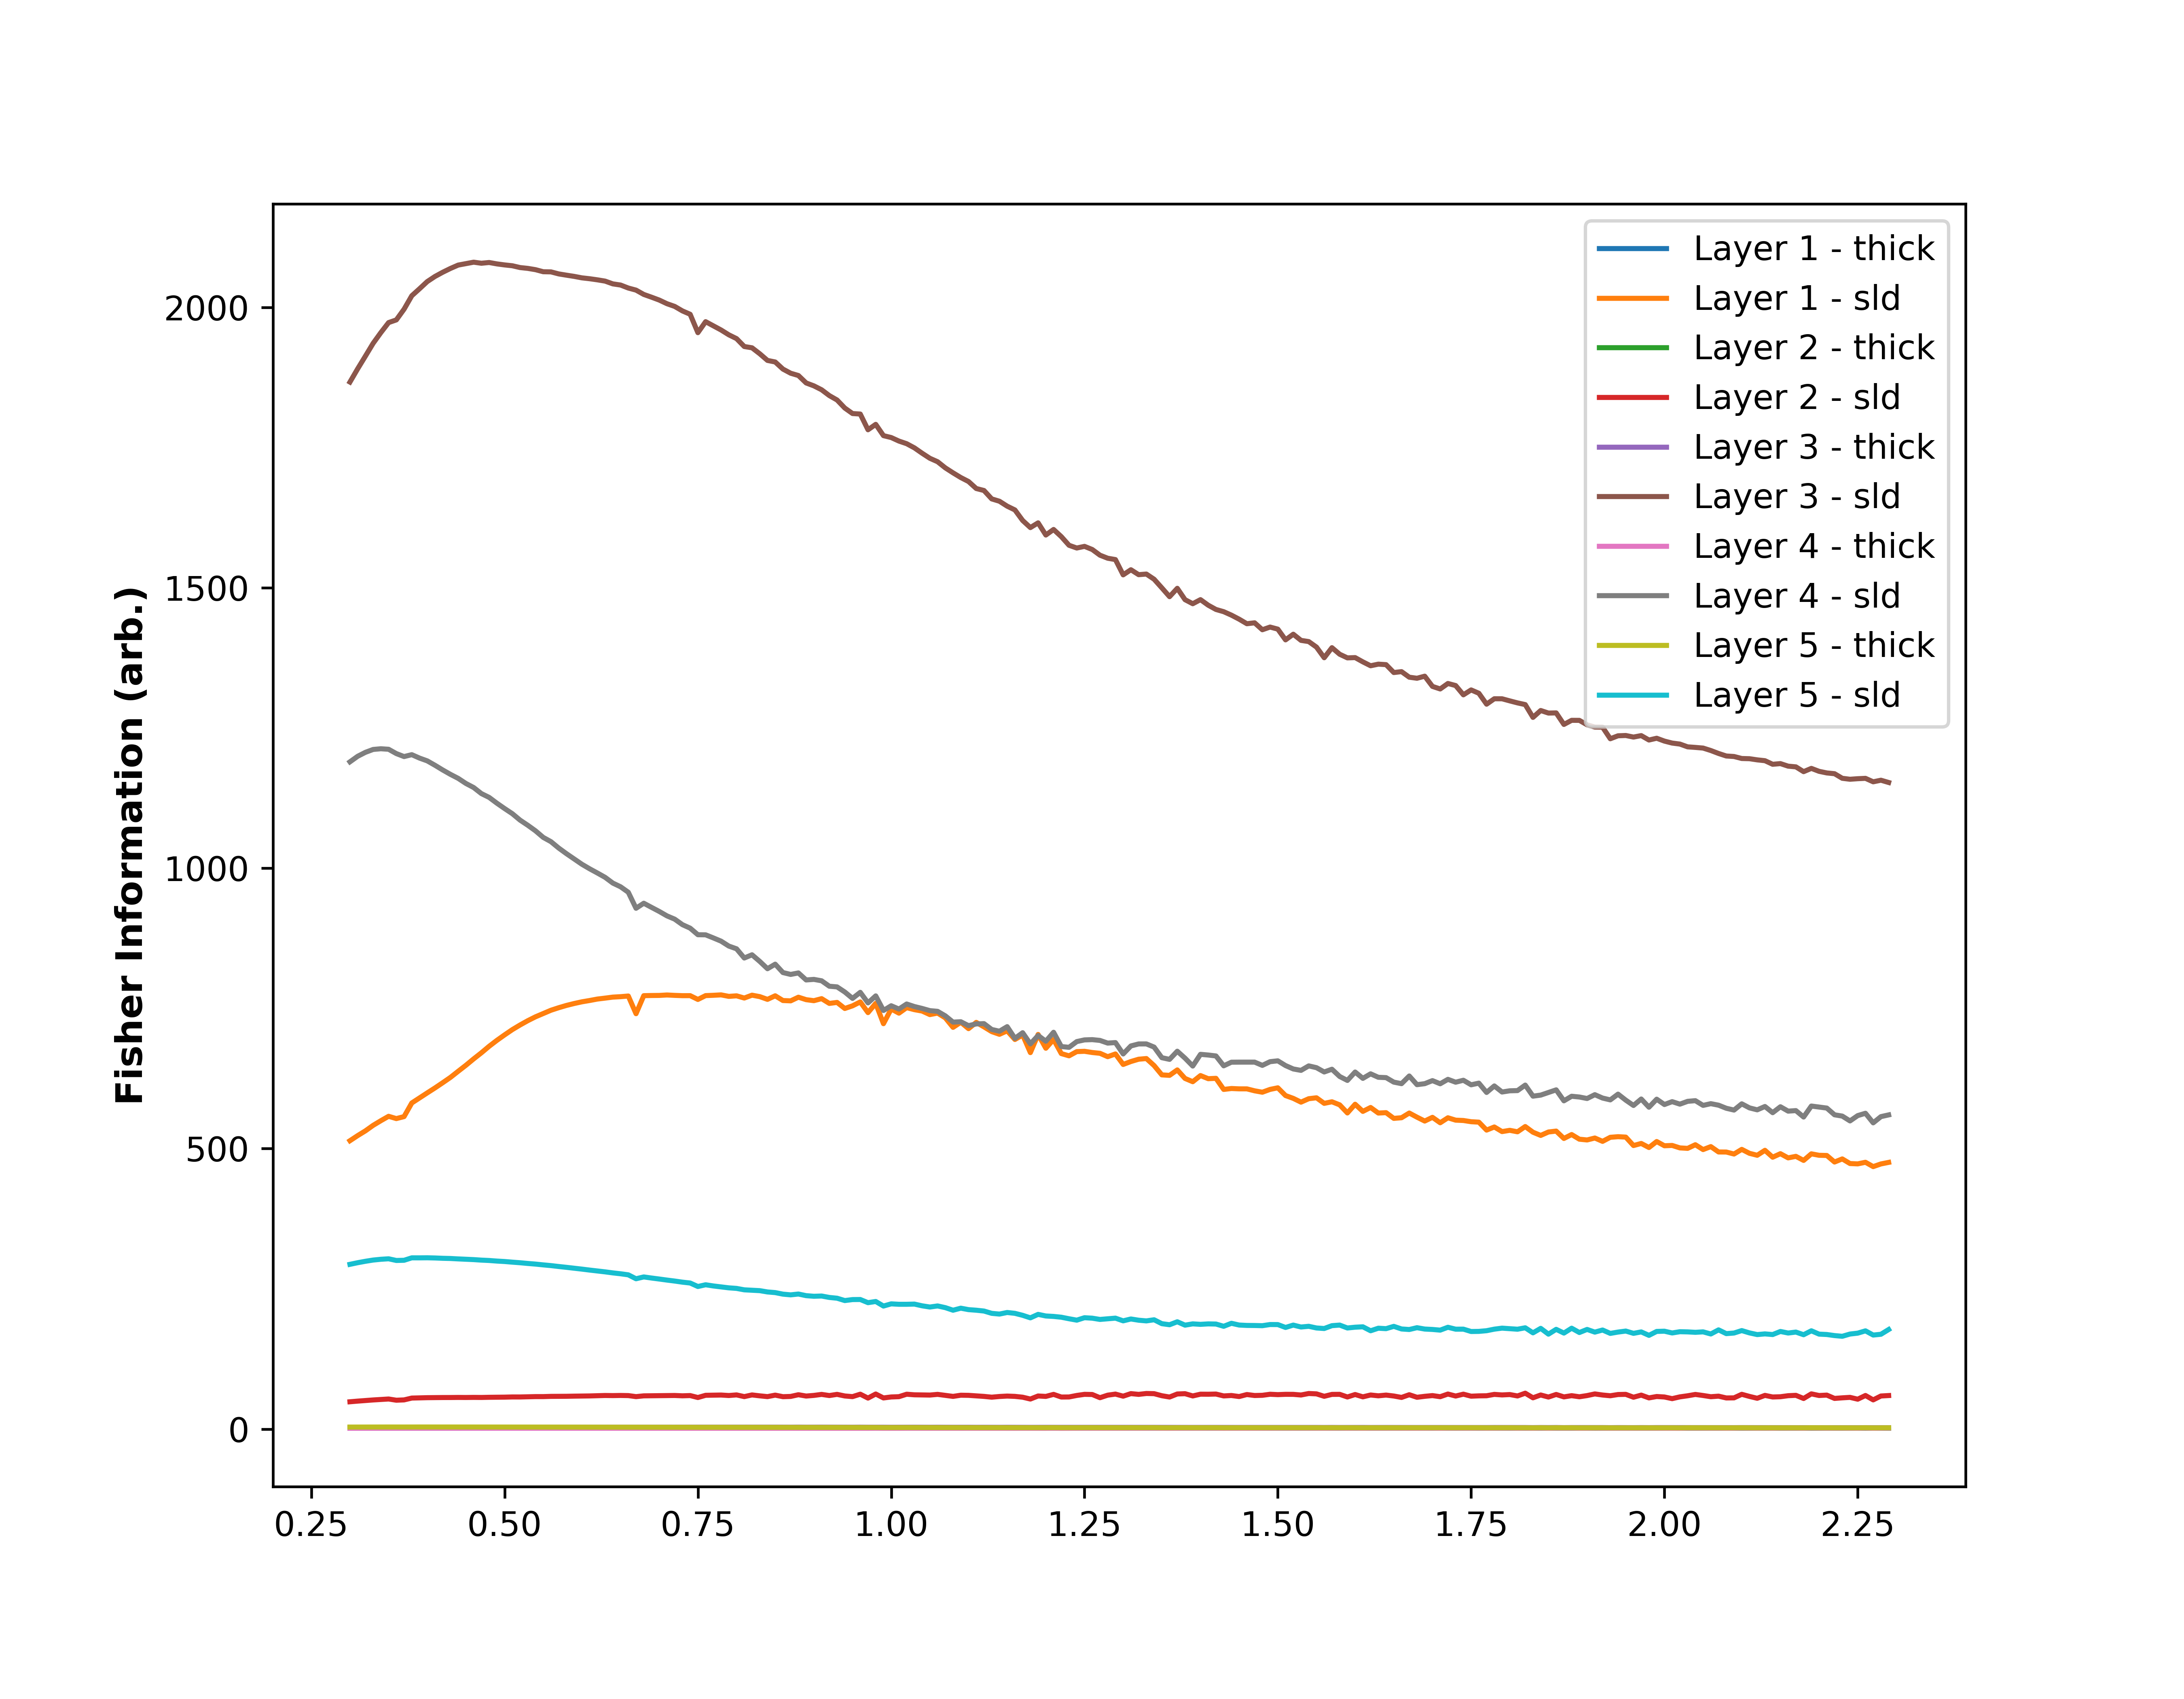 Fisher Information (arb.)
2000
1500
1000
500
0
0.25 0.50 0.75 1.00 1.25 1.50 1.75 2.00 2.25
Layer 1 - thick
Layer 1 - sld
Layer 2 - thick
Layer 2 - sld
Layer 3 - thick
Layer 3 - sld
Layer 4 - thick
Layer 4 - sld
Layer 5 - thick
Layer 5 - sld